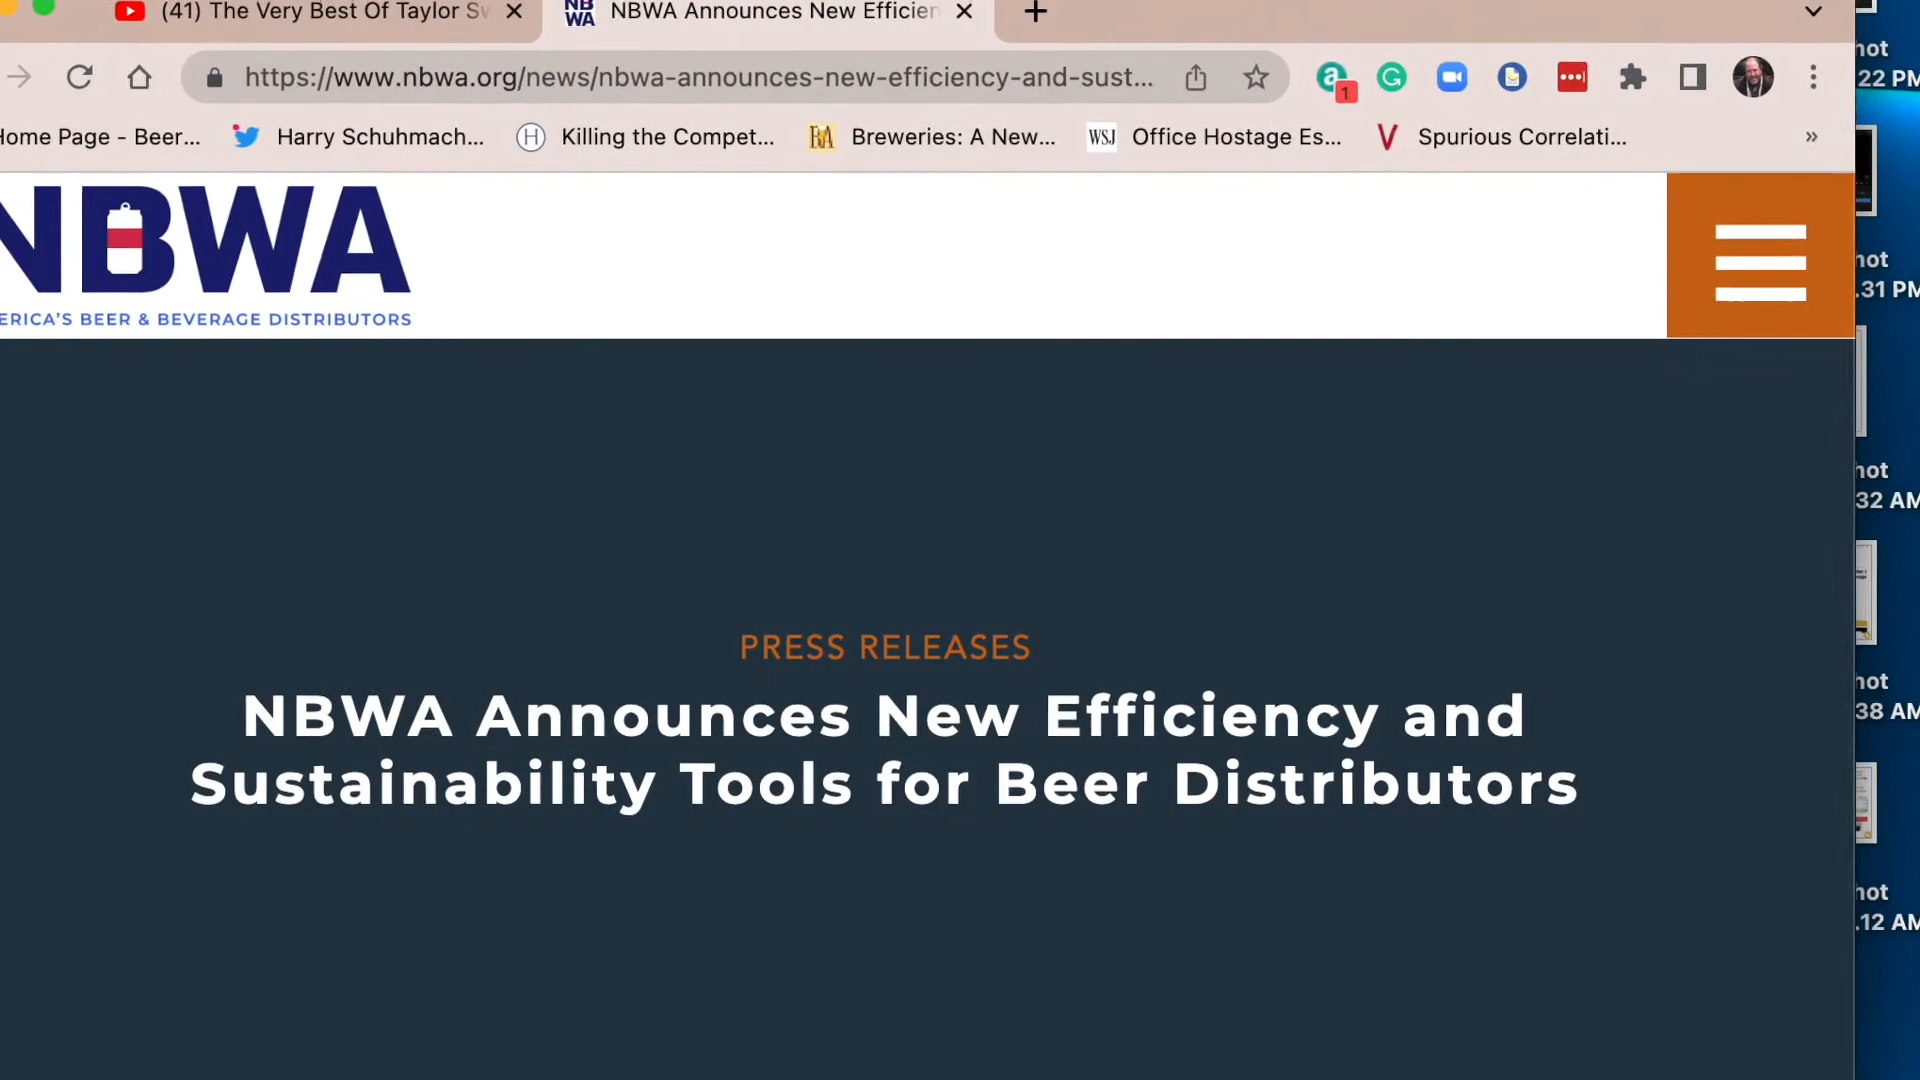 (41) The Very Best Of Taylor Sw
NBWA Announces New Efficien
https://www.nbwa.org/news/nbwa-announces-new-efficiency-and-sust...
1
Home Page - Beer...
Harry Schuhmach...
Killing the Compet...
BA
Breweries: A New...
WSJ
Office Hostage Es...
Spurious Correlati...
NBWA
ERICA'S BEER & BEVERAGE DISTRIBUTORS
PRESS RELEASES
NBWA Announces New Efficiency and
Sustainability Tools for Beer Distributors
hot
.22 PM
hot
.31 PM
hot
.32 AM
hot
.38 AM
hot
.12 AM